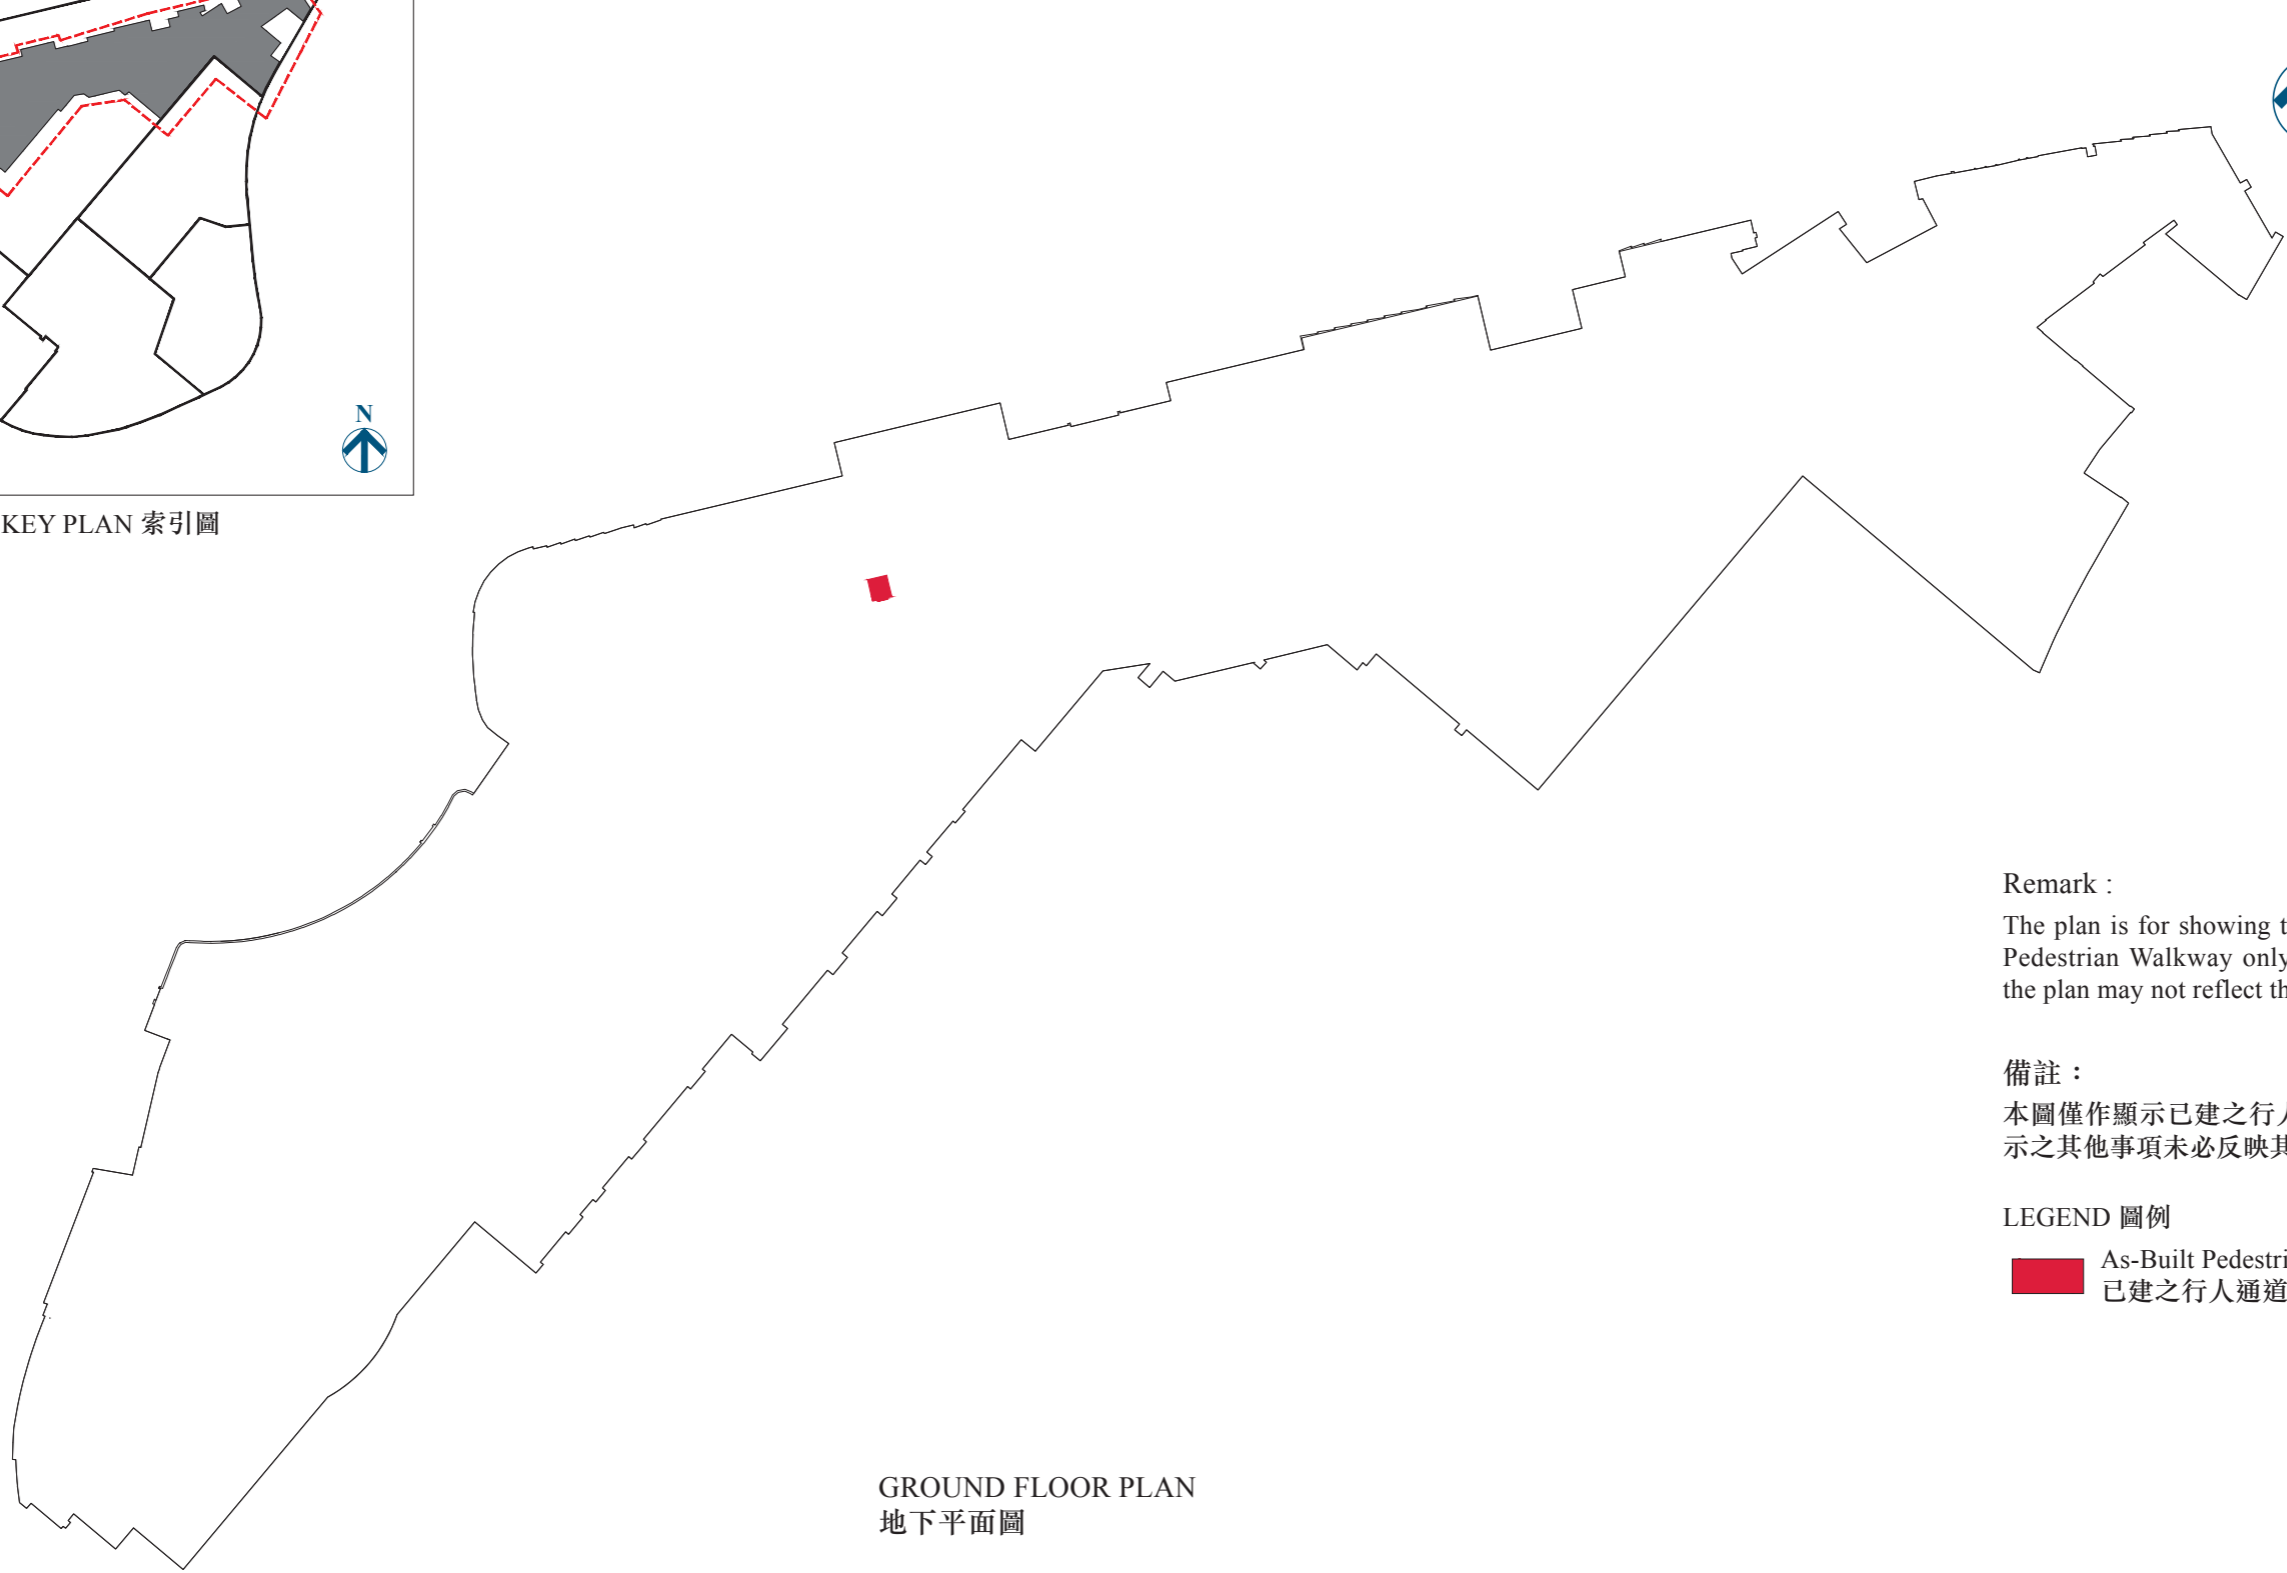 N
KEY PLAN 索引圖
Remark :
The plan is for showing
Pedestrian Walkway only
the plan may not reflect
備註：
本圖僅作顯示已建之行
示之其他事項未必反映
LEGEND 圖例
As-Built
已建之行人通道
GROUND FLOOR PLAN
地下平面圖